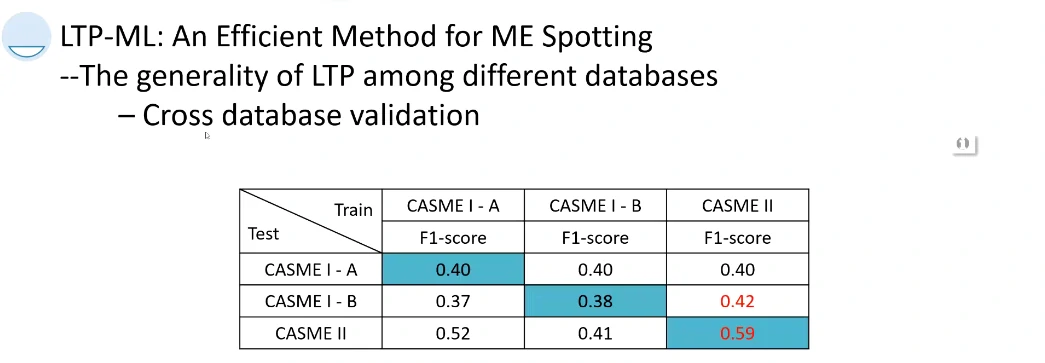 LTP-ML: An Efficient Method for ME Spotting
--The generality of LTP among different databases
– Cross database validation
Train
Test
CASME I - A CASME I - B CASME II
F1-score F1-score F1-score
CASME I - A 0.40 0.40 0.40
CASME I - B 0.37 0.38 0.42
CASME II 0.52 0.41 0.59